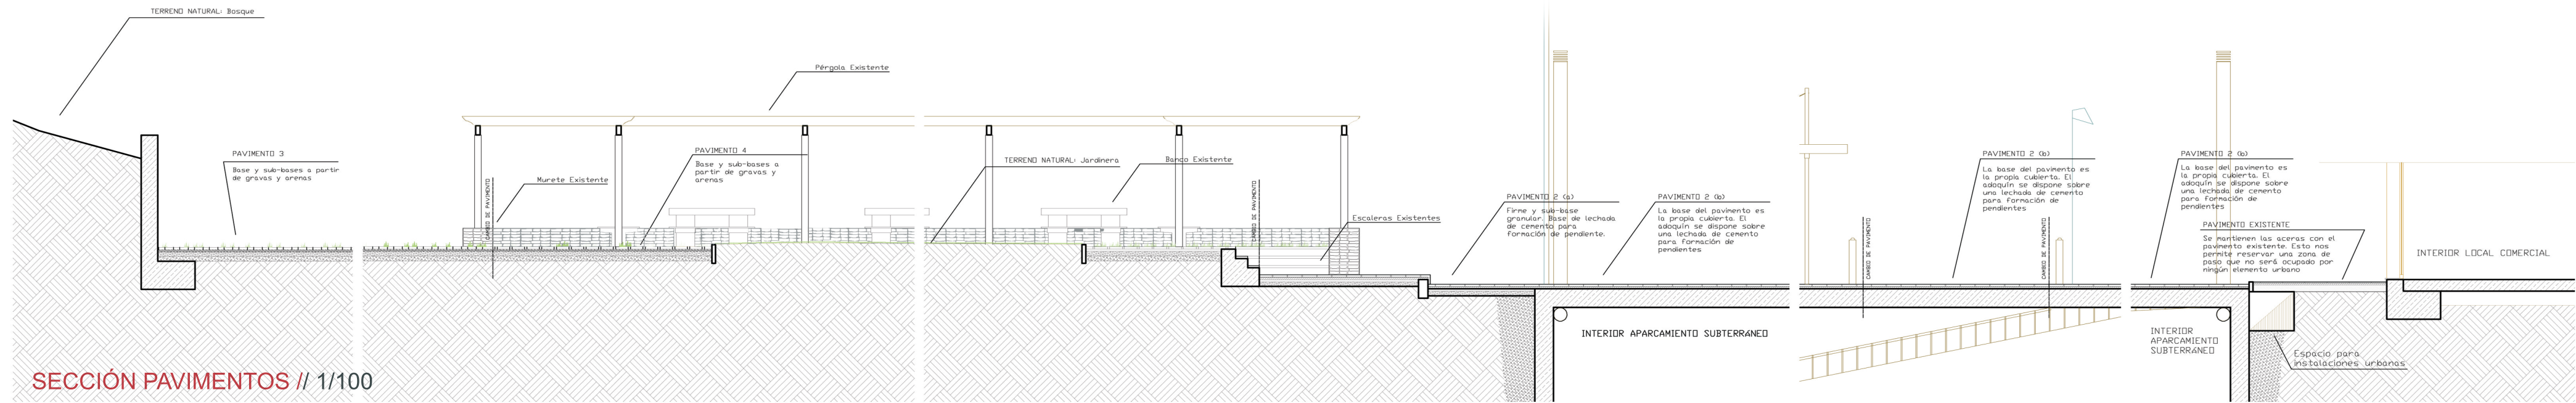 TERRENO NATURAL: Bosque
PAVIMENTO 3
Base y sub-bases a partir
de gravas y arenas
SECCIÓN PAVIMENTOS // 1/100
CAMBIO DE PAVIMENTO
Murete Existente
PAVIMENTO 4
Base y sub-bases a
partir de gravas y
arenas
Pérgola Existente
TERRENO NATURAL: Jardinera
Banco Existente
CAMBIO DE PAVIMENTO
Escaleras Existentes
PAVIMENTO 2 (a)
Firme y sub-base
granular. Base de lechada
de cemento para
formación de pendiente.
PAVIMENTO 2 (b)
La base del pavimento es
la propia cubierta. El
adoquín se dispone sobre
una lechada de cemento
para formación de
pendientes
INTERIOR APARCAMIENTO SUBTERRÁNEO
CAMBIO DE PAVIMENTO
PAVIMENTO 2 (b)
La base del pavimento es
la propia cubierta. El
adoquín se dispone sobre
una lechada de cemento
para formación de
pendientes
CAMBIO DE PAVIMENTO
PAVIMENTO 2 (b)
La base del pavimento es
la propia cubierta. El
adoquín se dispone sobre
una lechada de cemento
para formación de
pendientes
PAVIMENTO EXISTENTE
Se mantienen las aceras con el
pavimento existente. Esto nos
permite reservar una zona de
paso que no será ocupado por
ningún elemento urbano
INTERIOR
APARCAMIENTO
SUBTERRÁNEO
Espacio para
instalaciones urbanas
INTERIOR LOCAL COMERCIAL